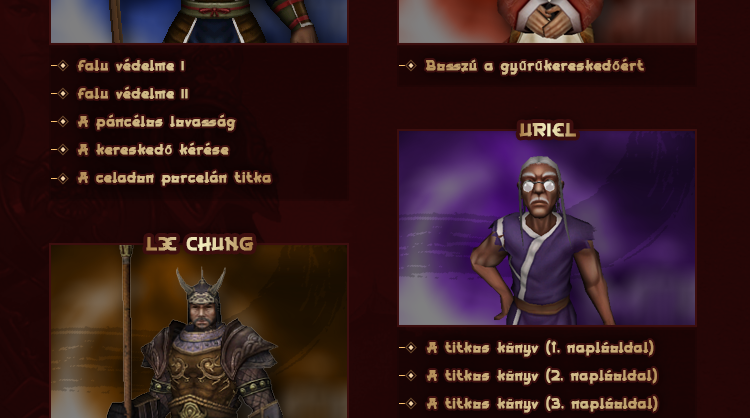 Falu védelme I
Falu védelme II
A páncélos lovasság
A kereskedő kérése
A celadon porcelán titka
LEE CHUNG
Bosszú a gyűrűkereskedőért
URIEL
A titkos könyv (1. naplóoldal)
A titkos könyv (2. naplóoldal)
A titkos könyv (3. naplóoldal)